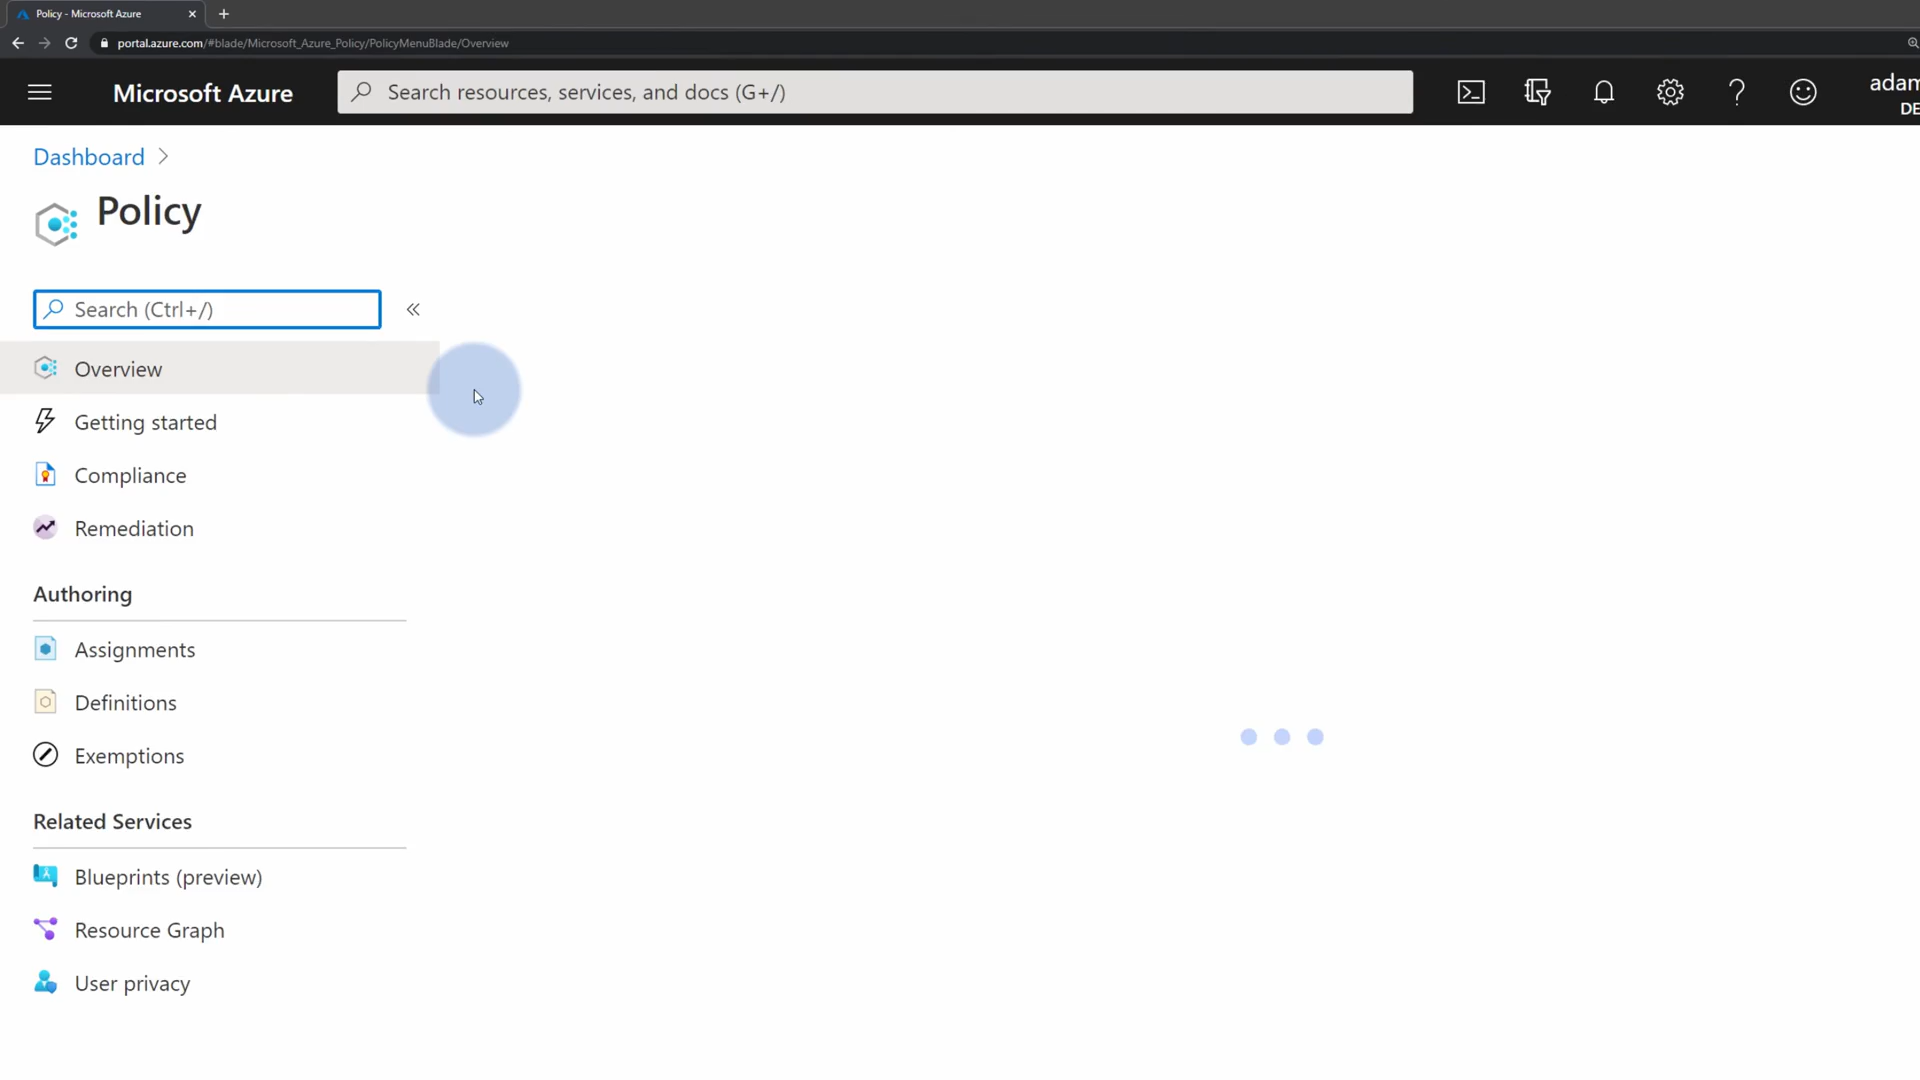 Policy - Microsoft Azure
portal.azure.com/#blade/Microsoft_Azure_Policy/PolicyMenuBlade/Overview
Microsoft Azure
Search resources, services, and docs (G+/)
adam
DE
Dashboard
Policy
Search (Ctrl+/)
Overview
Getting started
Compliance
Remediation
Authoring
Assignments
Definitions
Exemptions
Related Services
Blueprints (preview)
Resource Graph
User privacy